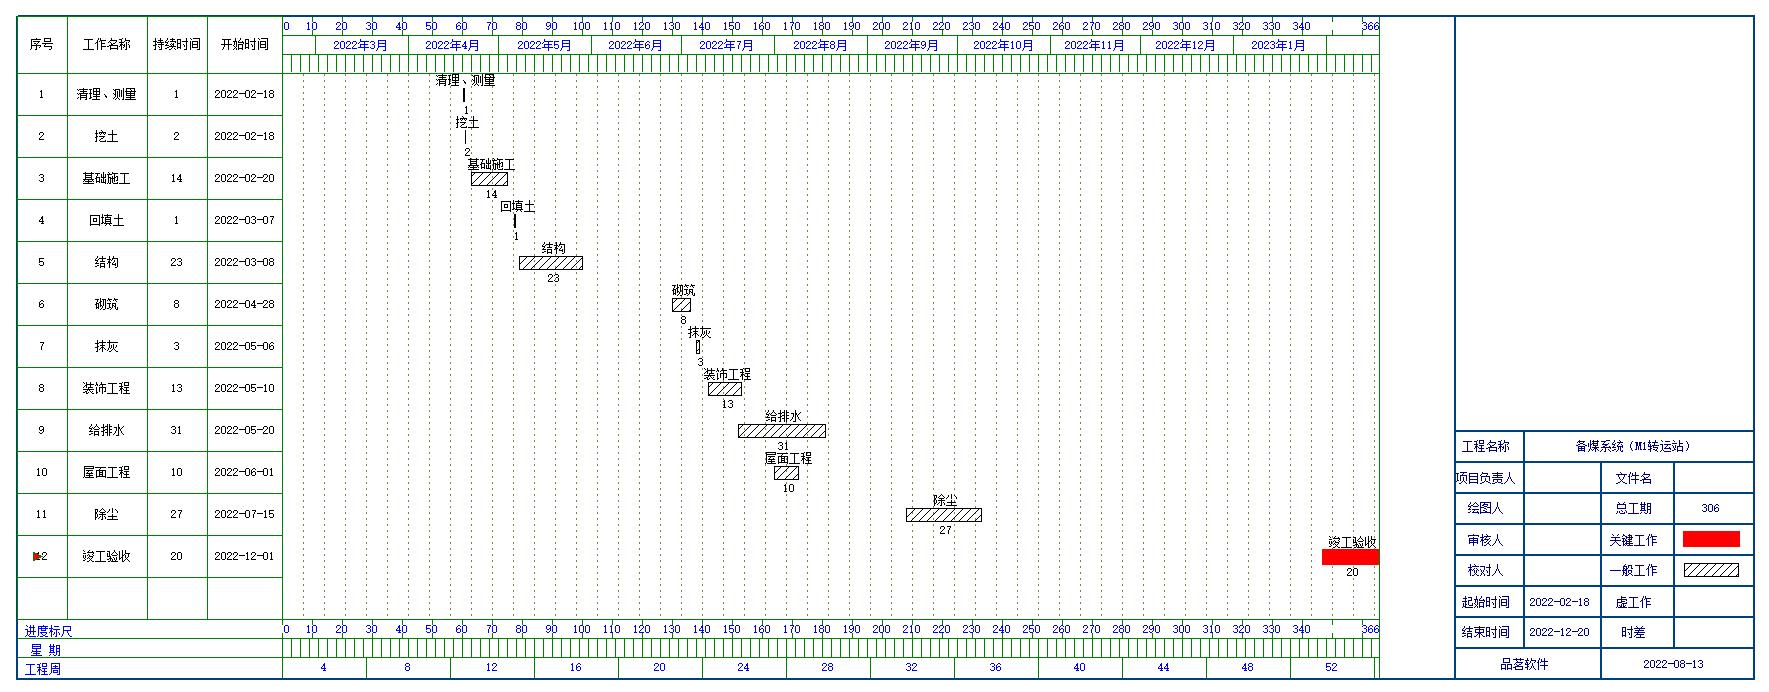 序号 工作名称 持续时间 开始时间
0 10 20 30 40 50 60 70 80 90 100 110 120 130 140 150 160 170 180 190 200 210 220 230 240 250 260 270 280 290 300 310 320 330 340 366
2022年3月 2022年4月 2022年5月 2022年6月 2022年7月 2022年8月 2022年9月 2022年10月 2022年11月 2022年12月 2023年1月
清理、测量
1 清理、测量 1 2022-02-18
1
挖土
2 挖土 2 2022-02-18
2
基础施工
3 基础施工 14 2022-02-20
14
回填土
4 回填土 1 2022-03-07
1
结构
5 结构 23 2022-03-08
23
砌筑
6 砌筑 8 2022-04-28
8
抹灰
7 抹灰 3 2022-05-06
3
装饰工程
8 装饰工程 13 2022-05-10
13
给排水
9 给排水 31 2022-05-20
31
屋面工程
10 屋面工程 10 2022-06-01
10
除尘
11 除尘 27 2022-07-15
27
竣工验收
12 竣工验收 20 2022-12-01
20
进度标尺 0 10 20 30 40 50 60 70 80 90 100 110 120 130 140 150 160 170 180 190 200 210 220 230 240 250 260 270 280 290 300 310 320 330 340 366
星 期
工程周 4 8 12 16 20 24 28 32 36 40 44 48 52
工程名称 备煤系统（M1转运站）
项目负责人 文件名
绘图人 总工期 306
审核人 关键工作
校对人 一般工作
起始时间 2022-02-18 虚工作
结束时间 2022-12-20 时差
品茗软件 2022-08-13